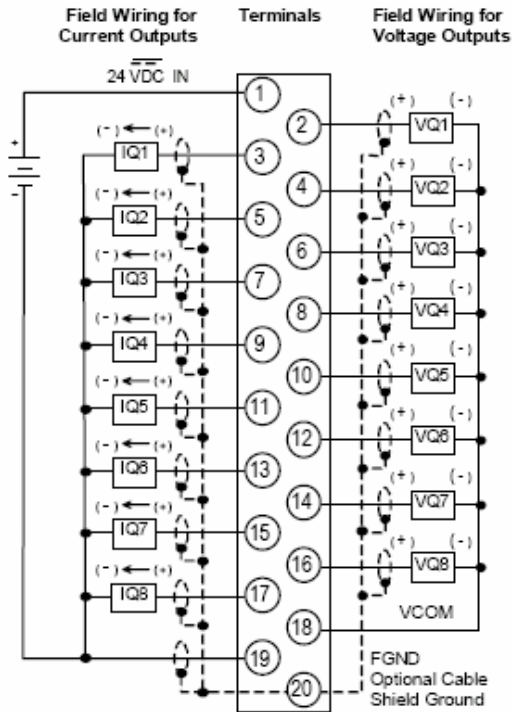 Field Wiring for
Current Outputs
Terminals
Field Wiring for
Voltage Outputs
24 VDC IN
1
+
-
2
(+) VQ1 (-)
(-) (+)
IQ1
3
4
(+) VQ2 (-)
(-) (+)
IQ2
5
6
(+) VQ3 (-)
(-) (+)
IQ3
7
8
(+) VQ4 (-)
(-) (+)
IQ4
9
10
(+) VQ5 (-)
(-) (+)
IQ5
11
12
(+) VQ6 (-)
(-) (+)
IQ6
13
14
(+) VQ7 (-)
(-) (+)
IQ7
15
16
(+) VQ8 (-)
(-) (+)
IQ8
17
VCOM
18
19
FGND
Optional Cable
Shield Ground
20